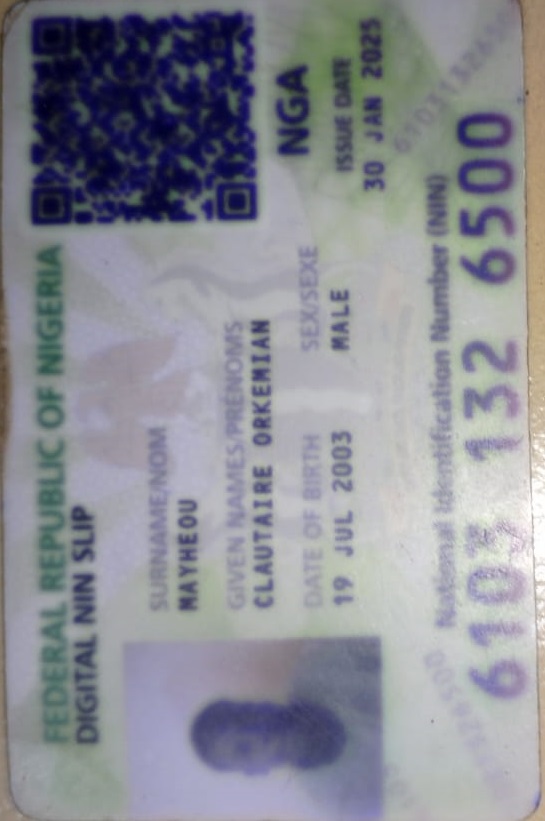 FEDERAL REPUBLIC OF NIGERIA
DIGITAL NIN SLIP
SURNAME/NOM
MAYHEOU
GIVEN NAMES/PRÉNOMS
CLAUTAIRE ORKEMIAN
DATE OF BIRTH
19 JUL 2003
SEX/SEXE
MALE
NGA
ISSUE DATE
30 JAN 2025
National Identification Number (NIN)
6103 132 6500